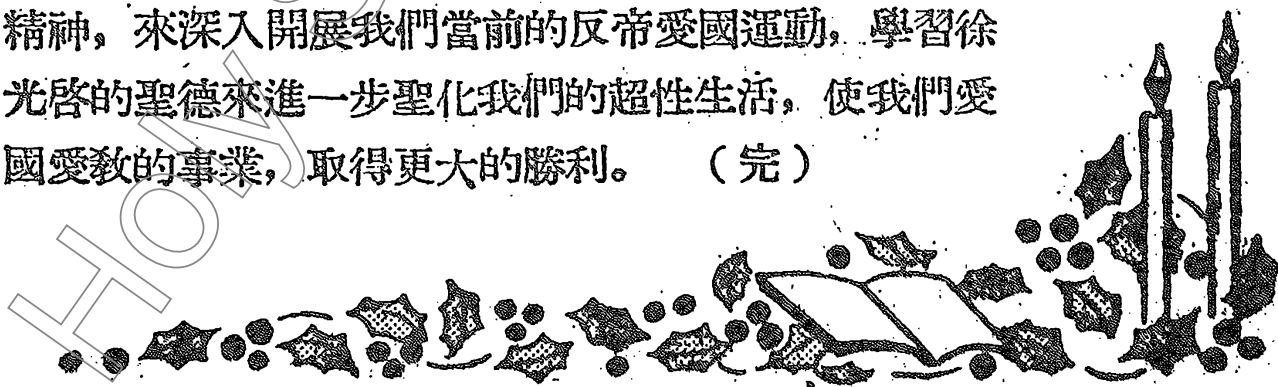 精神，來深入開展我們當前的反帝愛國運動，學習徐
光啓的聖德來進一步聖化我們的超性生活，使我們愛
國愛敎的事業，取得更大的勝利。 （完）
Holy